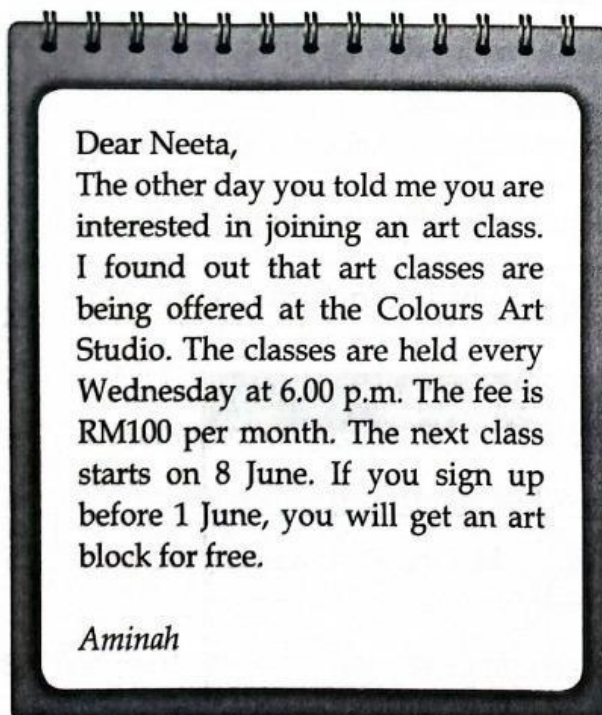 Dear Neeta,
The other day you told me you are
interested in joining an art class.
I found out that art classes are
being offered at the Colours Art
Studio. The classes are held every
Wednesday at 6.00 p.m. The fee is
RM100 per month. The next class
starts on 8 June. If you sign up
before 1 June, you will get an art
block for free.
Aminah